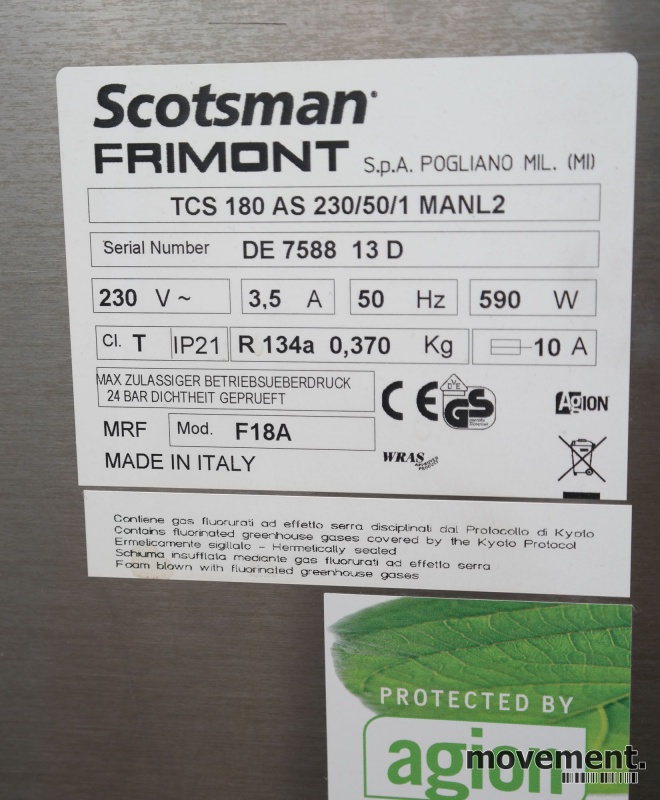 Scotsman
FRIMONT S.p.A. POGLIANO MIL. (MI)
TCS 180 AS 230/50/1 MANL2
Serial Number DE 7588 13 D
230 V ~ 3,5 A 50 Hz 590 W
Cl. T IP21 R 134a 0,370 Kg 10 A
MAX ZULASSIGER BETRIEBSUEBERDRUCK
24 BAR DICHTHEIT GEPRUEFT
CE VDE GS AgION
MRF Mod. F18A
WRAS APPROVED PRODUCT
MADE IN ITALY
Contiene gas fluorurati ad effetto serra disciplinati dal Protocollo di Kyoto
Contains fluorinated greenhouse gases covered by the Kyoto Protocol
Ermeticamente sigillato - Hermetically sealed
Schiuma insufflata mediante gas fluorurati ad effetto serra
Foam blown with fluorinated greenhouse gases
PROTECTED BY
agion
movement.